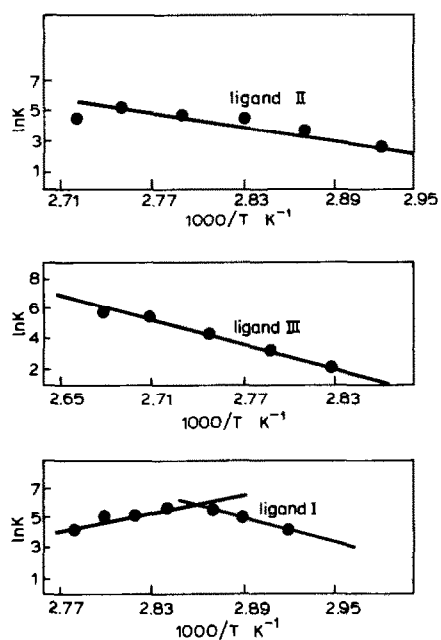 7
5
3
1
lnK
ligand II
2.71 2.77 2.83 2.89 2.95
1000/T K⁻¹
8
6
4
2
lnK
ligand III
2.65 2.71 2.77 2.83
1000/T K⁻¹
7
5
3
1
lnK
ligand I
2.77 2.83 2.89 2.95
1000/T K⁻¹